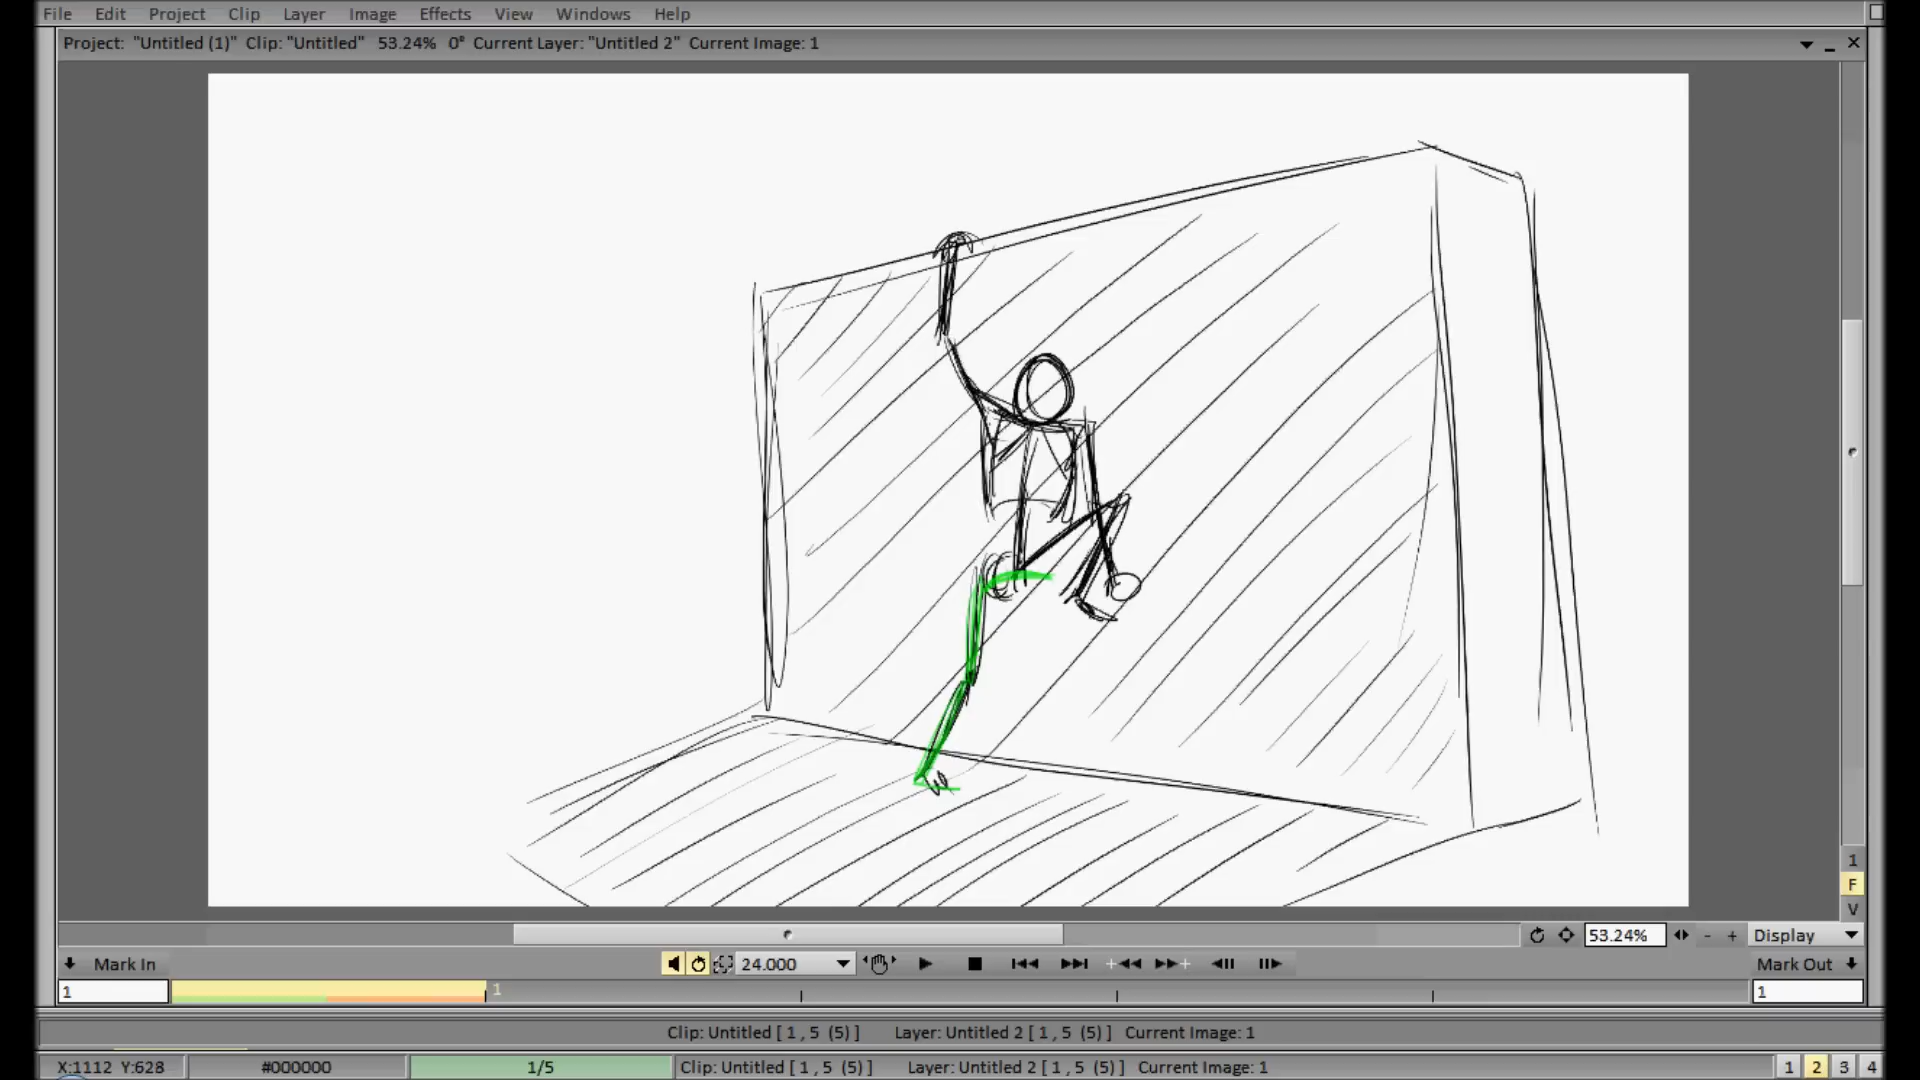 File Edit Project Clip Layer Image Effects View Windows Help
Project: "Untitled (1)" Clip: "Untitled" 53.24% 0° Current Layer: "Untitled 2" Current Image: 1
1
F
V
53.24% - + Display
Mark In 24.000 Mark Out
1 1 1
Clip: Untitled [ 1 , 5 (5) ] Layer: Untitled 2 [ 1 , 5 (5) ] Current Image: 1
X:1112 Y:628 #000000 1/5 Clip: Untitled [ 1 , 5 (5) ] Layer: Untitled 2 [ 1 , 5 (5) ] Current Image: 1 1 2 3 4